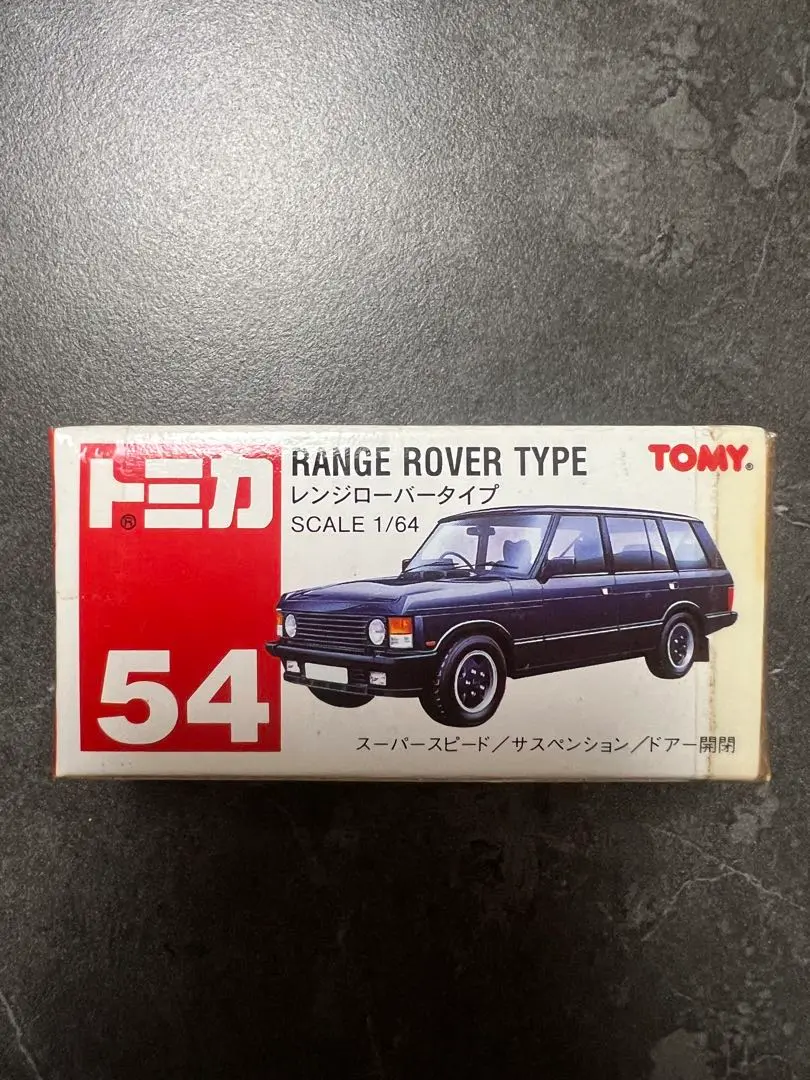 トミカ®
RANGE ROVER TYPE
TOMY®
レンジローバータイプ
SCALE 1/64
54
スーパースピード/サスペンション/ドアー開閉